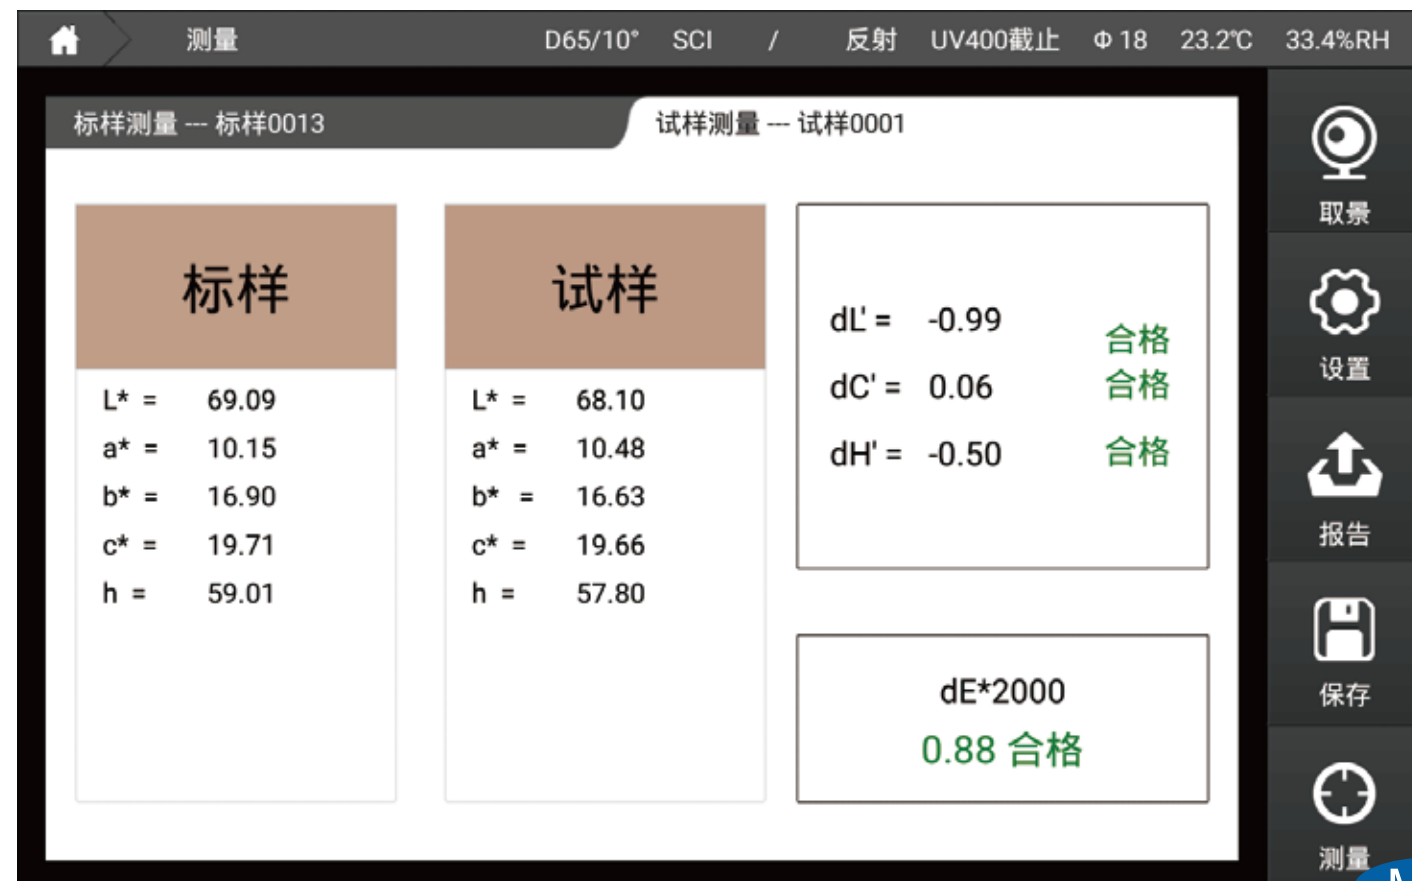 测量 D65/10° SCI / 反射 UV400截止 Φ 18 23.2℃ 33.4%RH
标样测量 --- 标样0013
试样测量 --- 试样0001
标样
L* = 69.09
a* = 10.15
b* = 16.90
c* = 19.71
h = 59.01
试样
L* = 68.10
a* = 10.48
b* = 16.63
c* = 19.66
h = 57.80
dL' = -0.99 合格
dC' = 0.06 合格
dH' = -0.50 合格
dE*2000
0.88 合格
取景
设置
报告
保存
测量